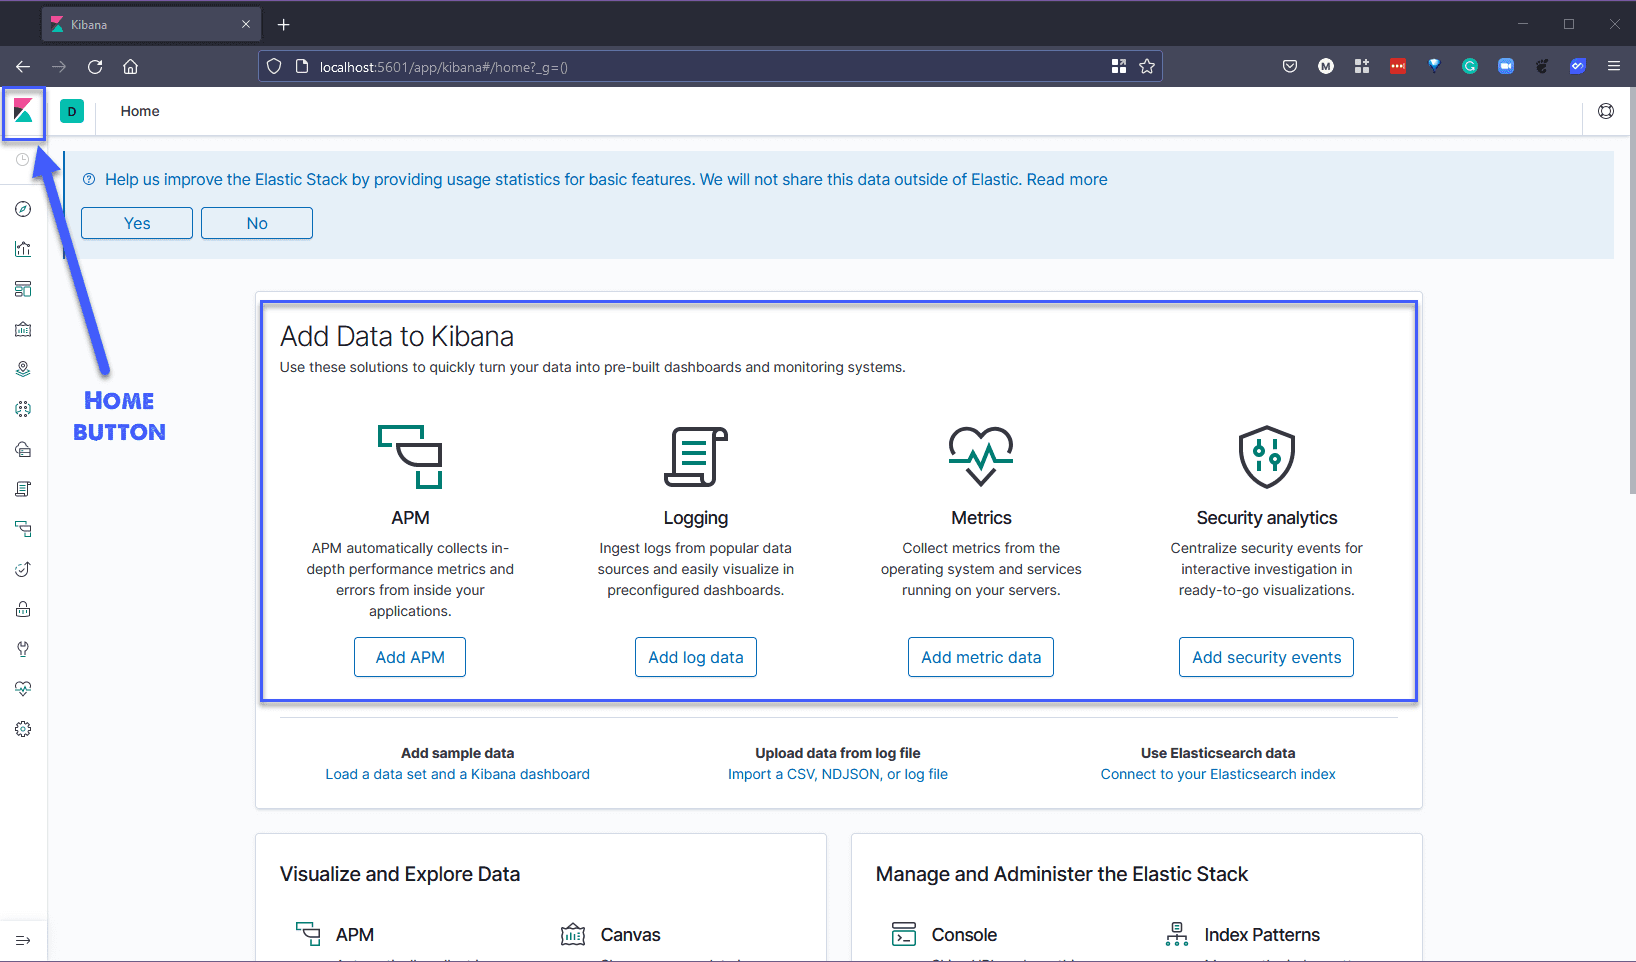 Kibana
localhost:5601/app/kibana#/home?_g=()
D
Home
Help us improve the Elastic Stack by providing usage statistics for basic features. We will not share this data outside of Elastic. Read more
Yes
No
HOME
BUTTON
Add Data to Kibana
Use these solutions to quickly turn your data into pre-built dashboards and monitoring systems.
APM
APM automatically collects in-
depth performance metrics and
errors from inside your
applications.
Add APM
Logging
Ingest logs from popular data
sources and easily visualize in
preconfigured dashboards.
Add log data
Metrics
Collect metrics from the
operating system and services
running on your servers.
Add metric data
Security analytics
Centralize security events for
interactive investigation in
ready-to-go visualizations.
Add security events
Add sample data
Load a data set and a Kibana dashboard
Upload data from log file
Import a CSV, NDJSON, or log file
Use Elasticsearch data
Connect to your Elasticsearch index
Visualize and Explore Data
APM
Canvas
Manage and Administer the Elastic Stack
Console
Index Patterns